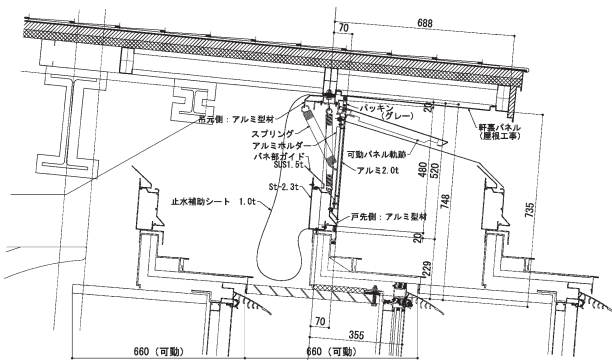 688
70
吊元側：アルミ型材
スプリング
アルミホルダー
バネ部ガイド
SUS1.5t
St-2.3t
止水補助シート 1.0t
パッキン
(グレー)
可動パネル軌跡
アルミ2.0t
戸先側：アルミ型材
軒裏パネル
(屋根工事)
20
480
520
748
735
20
229
70
355
660（可動）
660（可動）